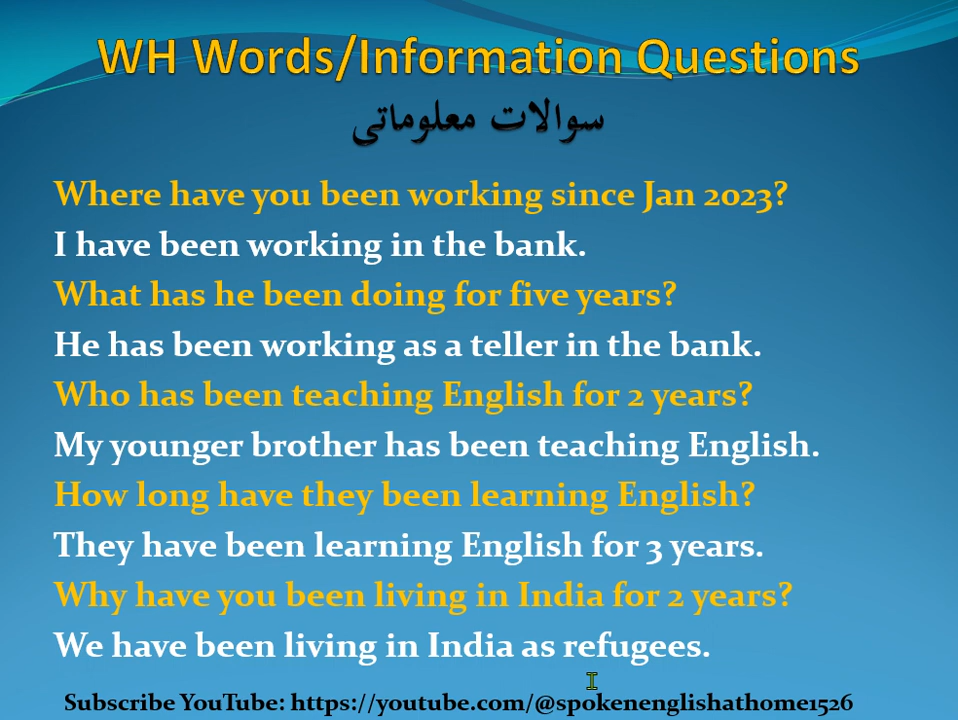 WH Words/Information Questions
سوالات معلوماتی
Where have you been working since Jan 2023?
I have been working in the bank.
What has he been doing for five years?
He has been working as a teller in the bank.
Who has been teaching English for 2 years?
My younger brother has been teaching English.
How long have they been learning English?
They have been learning English for 3 years.
Why have you been living in India for 2 years?
We have been living in India as refugees.
Subscribe YouTube: https://youtube.com/@spokenenglishathome1526